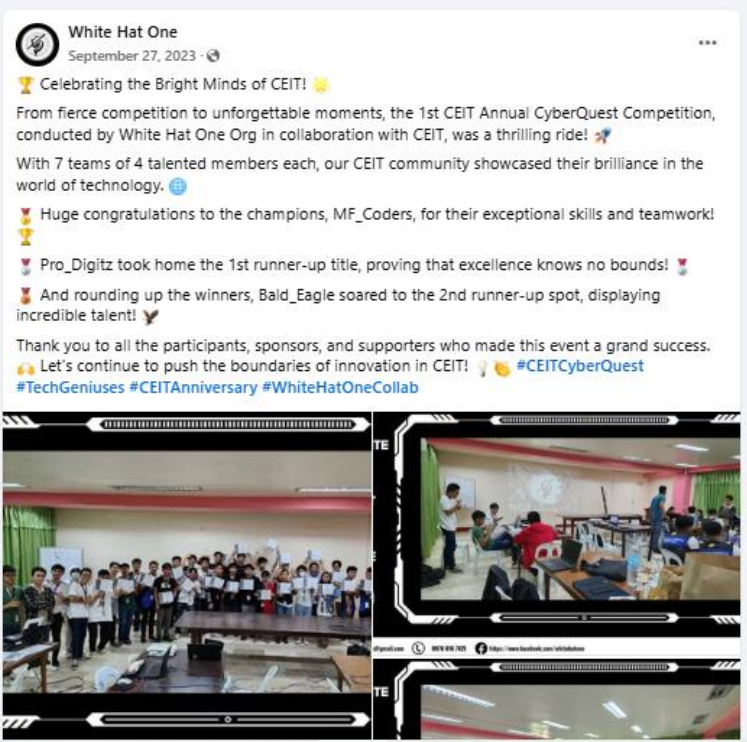 White Hat One
September 27, 2023 ·
🏆 Celebrating the Bright Minds of CEIT! 🌟
From fierce competition to unforgettable moments, the 1st CEIT Annual CyberQuest Competition,
conducted by White Hat One Org in collaboration with CEIT, was a thrilling ride! 🚀
With 7 teams of 4 talented members each, our CEIT community showcased their brilliance in the
world of technology. 🌐
🥇 Huge congratulations to the champions, MF_Coders, for their exceptional skills and teamwork!
🏆
🥈 Pro_Digitz took home the 1st runner-up title, proving that excellence knows no bounds! 🥈
🥉 And rounding up the winners, Bald_Eagle soared to the 2nd runner-up spot, displaying
incredible talent! 🦅
Thank you to all the participants, sponsors, and supporters who made this event a grand success.
🙌 Let's continue to push the boundaries of innovation in CEIT! 💡👏 #CEITCyberQuest
#TechGeniuses #CEITAnniversary #WhiteHatOneCollab
TE
TE